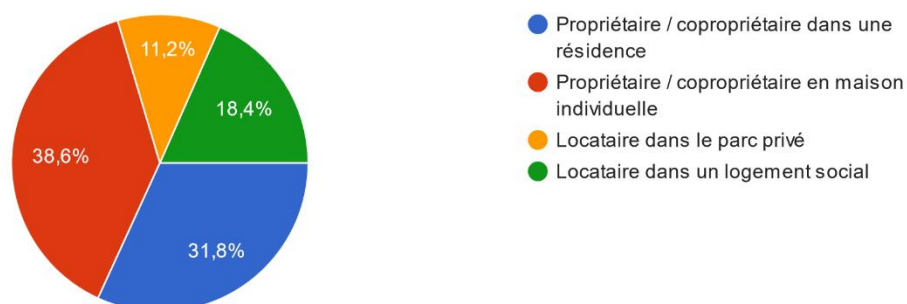 11,2%
18,4%
38,6%
31,8%
Propriétaire / copropriétaire dans une
résidence
Propriétaire / copropriétaire en maison
individuelle
Locataire dans le parc privé
Locataire dans un logement social